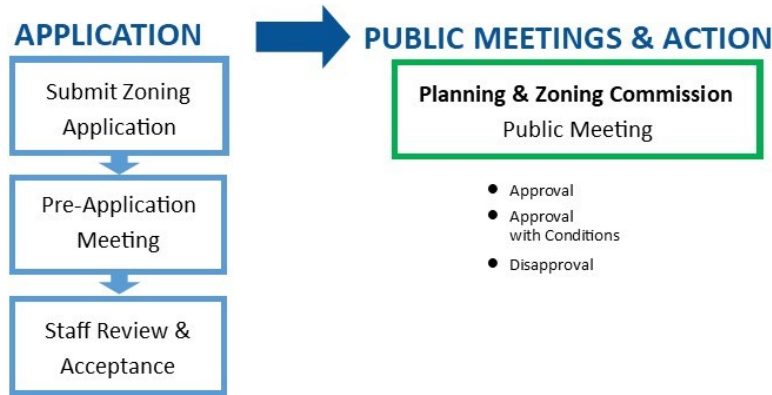 APPLICATION
Submit Zoning
Application
Pre-Application
Meeting
Staff Review &
Acceptance
PUBLIC MEETINGS & ACTION
Planning & Zoning Commission
Public Meeting
• Approval
• Approval
with Conditions
• Disapproval